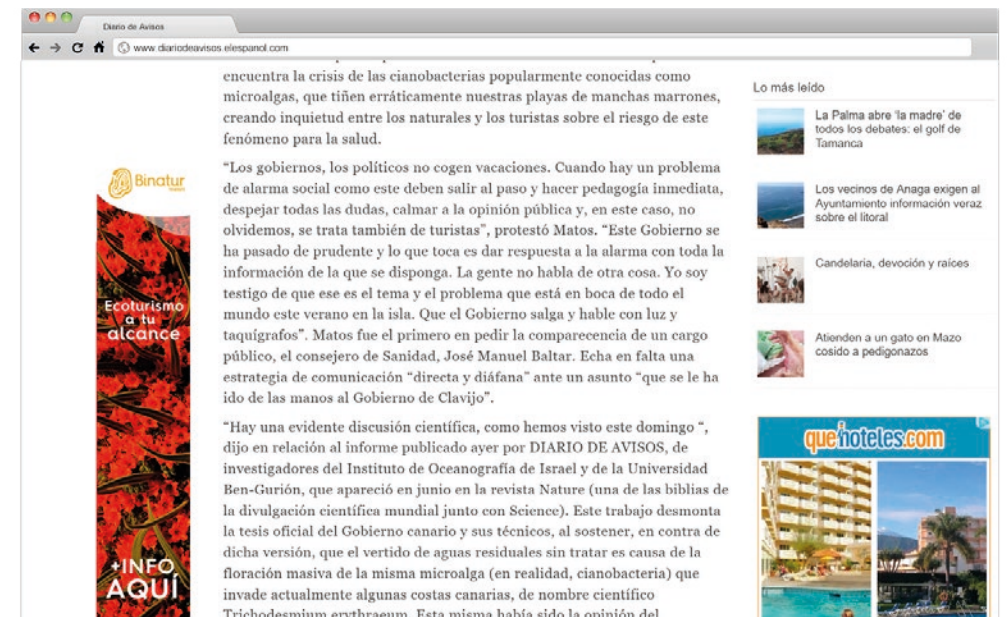 Diario de Avisos
www.diariodeavisos.elespanol.com
encuentra la crisis de las cianobacterias popularmente conocidas como
microalgas, que tiñen erráticamente nuestras playas de manchas marrones,
creando inquietud entre los naturales y los turistas sobre el riesgo de este
fenómeno para la salud.
“Los gobiernos, los políticos no cogen vacaciones. Cuando hay un problema
de alarma social como este deben salir al paso y hacer pedagogía inmediata,
despejar todas las dudas, calmar a la opinión pública y, en este caso, no
olvidemos, se trata también de turistas”, protestó Matos. “Este Gobierno se
ha pasado de prudente y lo que toca es dar respuesta a la alarma con toda la
información de la que se disponga. La gente no habla de otra cosa. Yo soy
testigo de que ese es el tema y el problema que está en boca de todo el
mundo este verano en la isla. Que el Gobierno salga y hable con luz y
taquígrafos”. Matos fue el primero en pedir la comparecencia de un cargo
público, el consejero de Sanidad, José Manuel Baltar. Echa en falta una
estrategia de comunicación “directa y diáfana” ante un asunto “que se le ha
ido de las manos al Gobierno de Clavijo”.
“Hay una evidente discusión científica, como hemos visto este domingo “,
dijo en relación al informe publicado ayer por DIARIO DE AVISOS, de
investigadores del Instituto de Oceanografía de Israel y de la Universidad
Ben-Gurión, que apareció en junio en la revista Nature (una de las biblias de
la divulgación científica mundial junto con Science). Este trabajo desmonta
la tesis oficial del Gobierno canario y sus técnicos, al sostener, en contra de
dicha versión, que el vertido de aguas residuales sin tratar es causa de la
floración masiva de la misma microalga (en realidad, cianobacteria) que
invade actualmente algunas costas canarias, de nombre científico
Trichodesmium erythraeum. Esta misma había sido la opinión del
Binatur
Ecoturismo
a tu
alcance
+INFO
AQUÍ
Lo más leído
La Palma abre ‘la madre’ de
todos los debates: el golf de
Tamanca
Los vecinos de Anaga exigen al
Ayuntamiento información veraz
sobre el litoral
Candelaria, devoción y raíces
Atienden a un gato en Mazo
cosido a pedigonazos
quehoteles.com